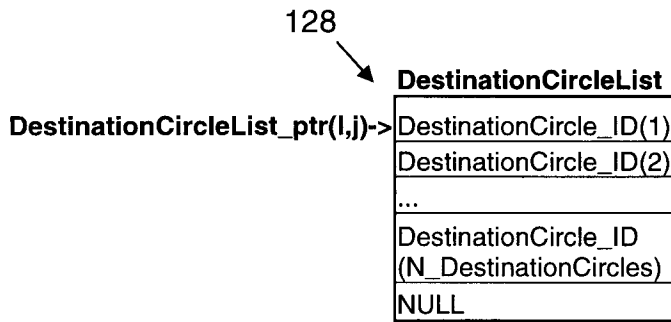 128
DestinationCircleList
DestinationCircleList_ptr(I,j)->
DestinationCircle_ID(1)
DestinationCircle_ID(2)
...
DestinationCircle_ID
(N_DestinationCircles)
NULL